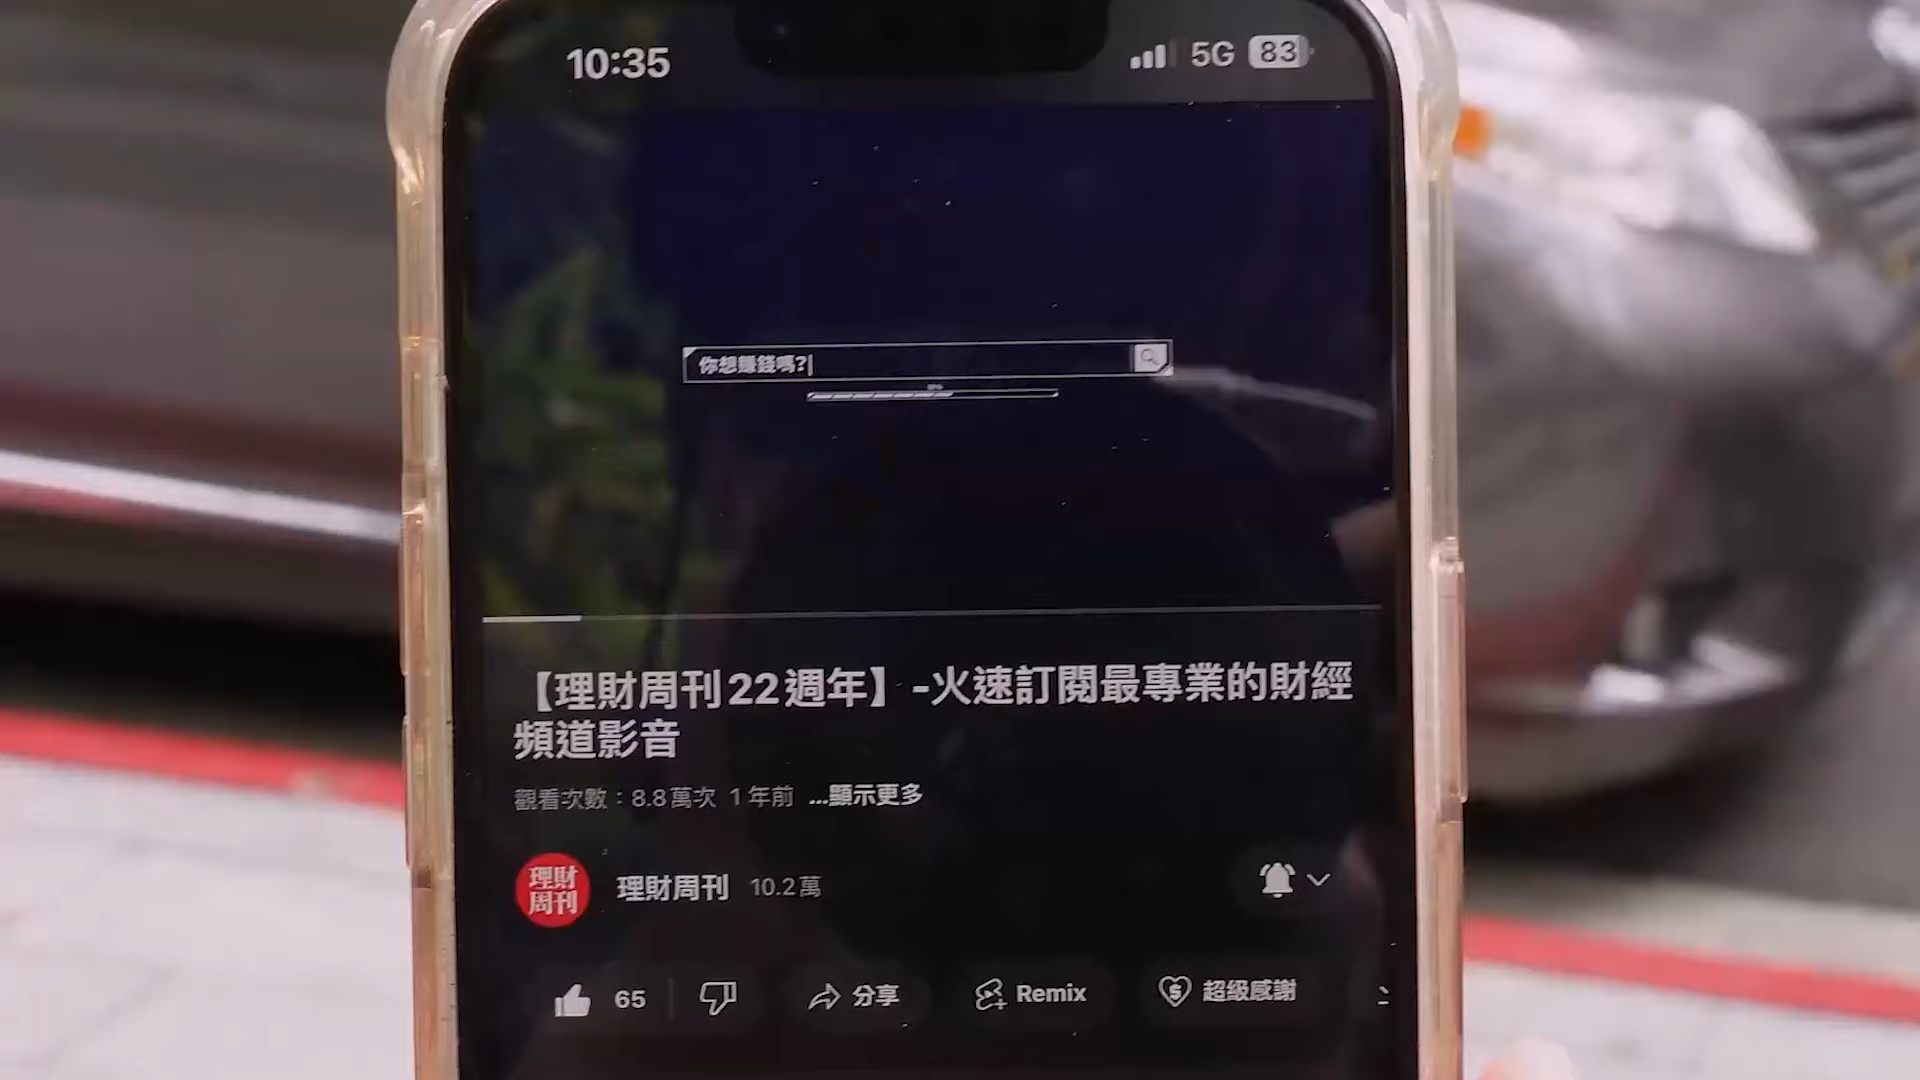 10:35
5G 83
你想賺錢嗎?
【理財周刊22週年】-火速訂閱最專業的財經
頻道影音
觀看次數：8.8萬次 1年前 ...顯示更多
理財
周刊
理財周刊 10.2萬
65 分享 Remix 超級感謝